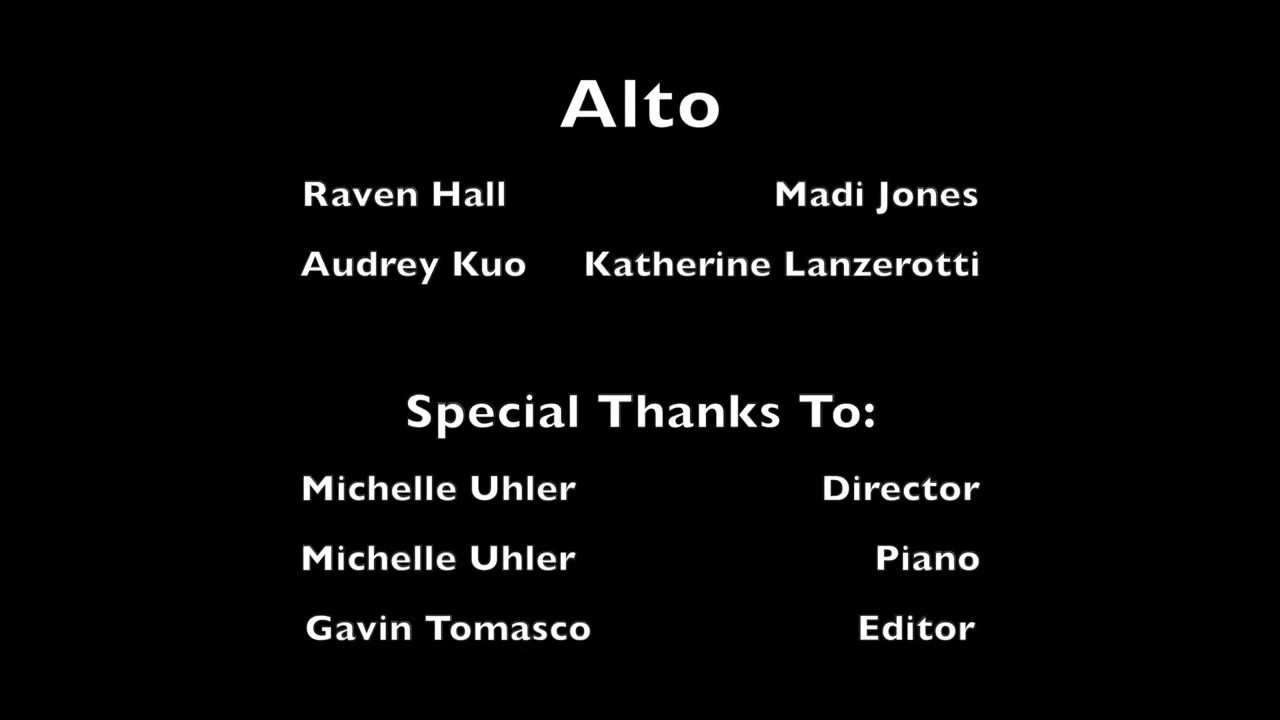 Alto
Raven Hall Madi Jones
Audrey Kuo Katherine Lanzerotti
Special Thanks To:
Michelle Uhler Director
Michelle Uhler Piano
Gavin Tomasco Editor